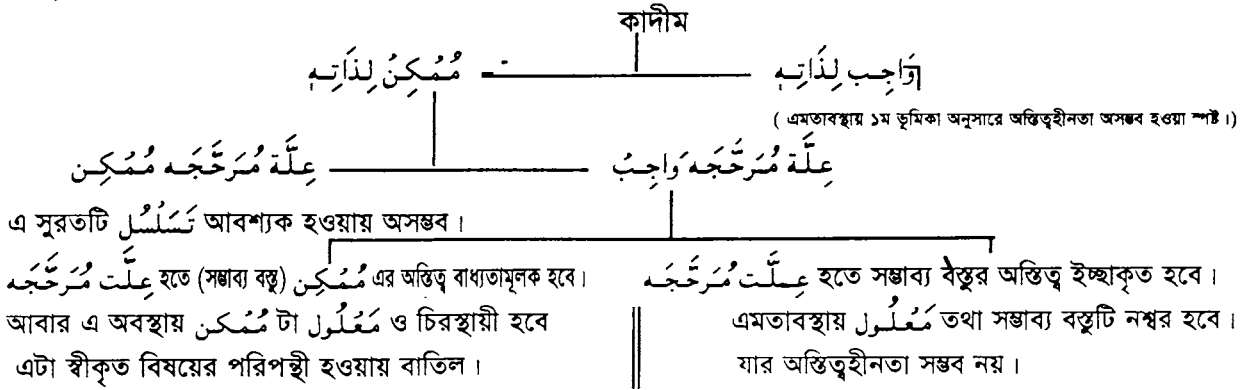 কাদীম
وَاجِب لِذَاتِهٖ مُمْكِنُ لِذَاتِهٖ
( এমতাবস্থায় ১ম ভূমিকা অনুসারে অস্তিত্বহীনতা অসম্ভব হওয়া স্পষ্ট।)
عِلَّة مُرَجَّحَه وَاجِبُ عِلَّة مُرَجَّحَه مُمْكِن
এ সুরতটি تَسَلْسُل আবশ্যক হওয়ায় অসম্ভব।
عِلَّت مُرَجَّحَه হতে (সম্ভাব্য বস্তু) مُمْكِن এর অস্তিত্ব বাধ্যতামূলক হবে।
আবার এ অবস্থায় مُمْكن টা مَعْلُول ও চিরস্থায়ী হবে
এটা স্বীকৃত বিষয়ের পরিপন্থী হওয়ায় বাতিল।
عِلَّت مُرَجَّحَه হতে সম্ভাব্য বস্তুর অস্তিত্ব ইচ্ছাকৃত হবে।
এমতাবস্থায় مَعْلُول তথা সম্ভাব্য বস্তুটি নশ্বর হবে।
যার অস্তিত্বহীনতা সম্ভব নয়।